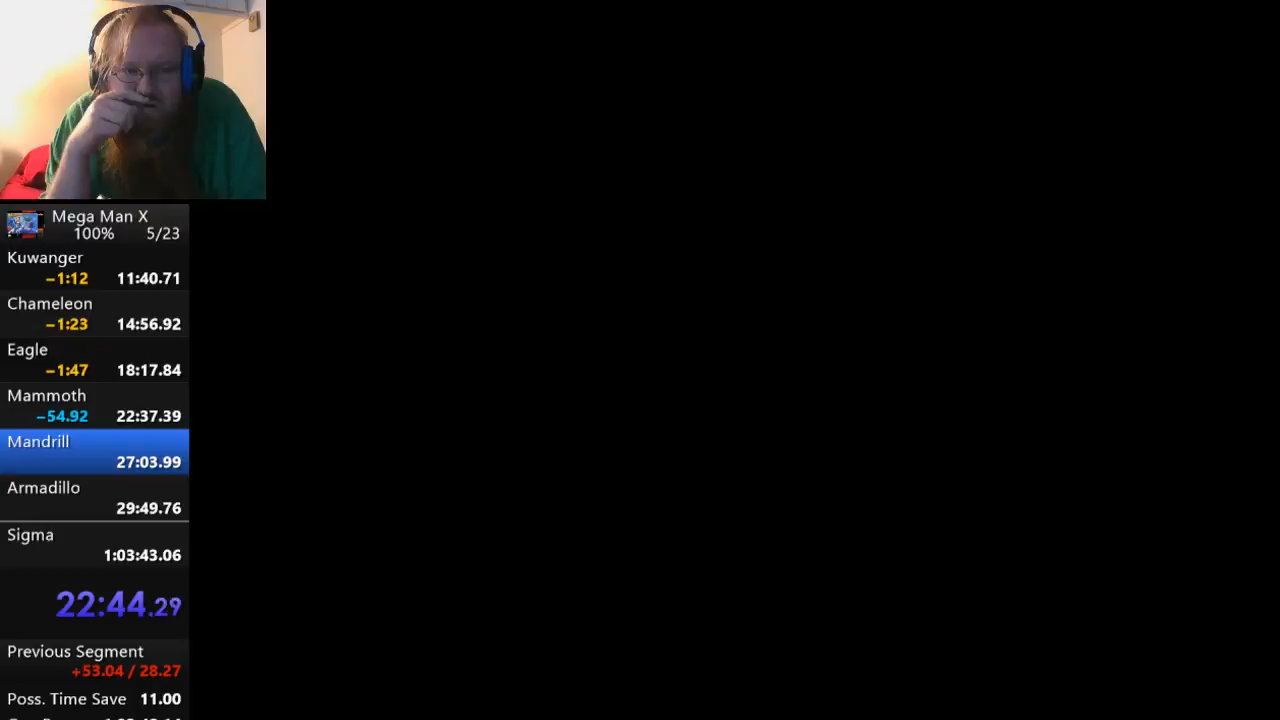 Mega Man X
100% 5/23
Kuwanger
−1:12 11:40.71
Chameleon
−1:23 14:56.92
Eagle
−1:47 18:17.84
Mammoth
−54.92 22:37.39
Mandrill
27:03.99
Armadillo
29:49.76
Sigma
1:03:43.06
22:44.29
Previous Segment
+53.04 / 28.27
Poss. Time Save 11.00